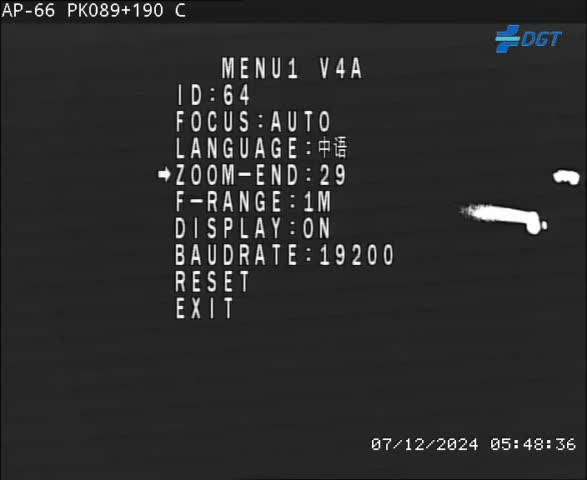 AP-66 PK089+190 C
DGT
MENU1 V4A
ID:64
FOCUS:AUTO
LANGUAGE:中语
ZOOM-END:29
F-RANGE:1M
DISPLAY:ON
BAUDRATE:19200
RESET
EXIT
07/12/2024 05:48:36